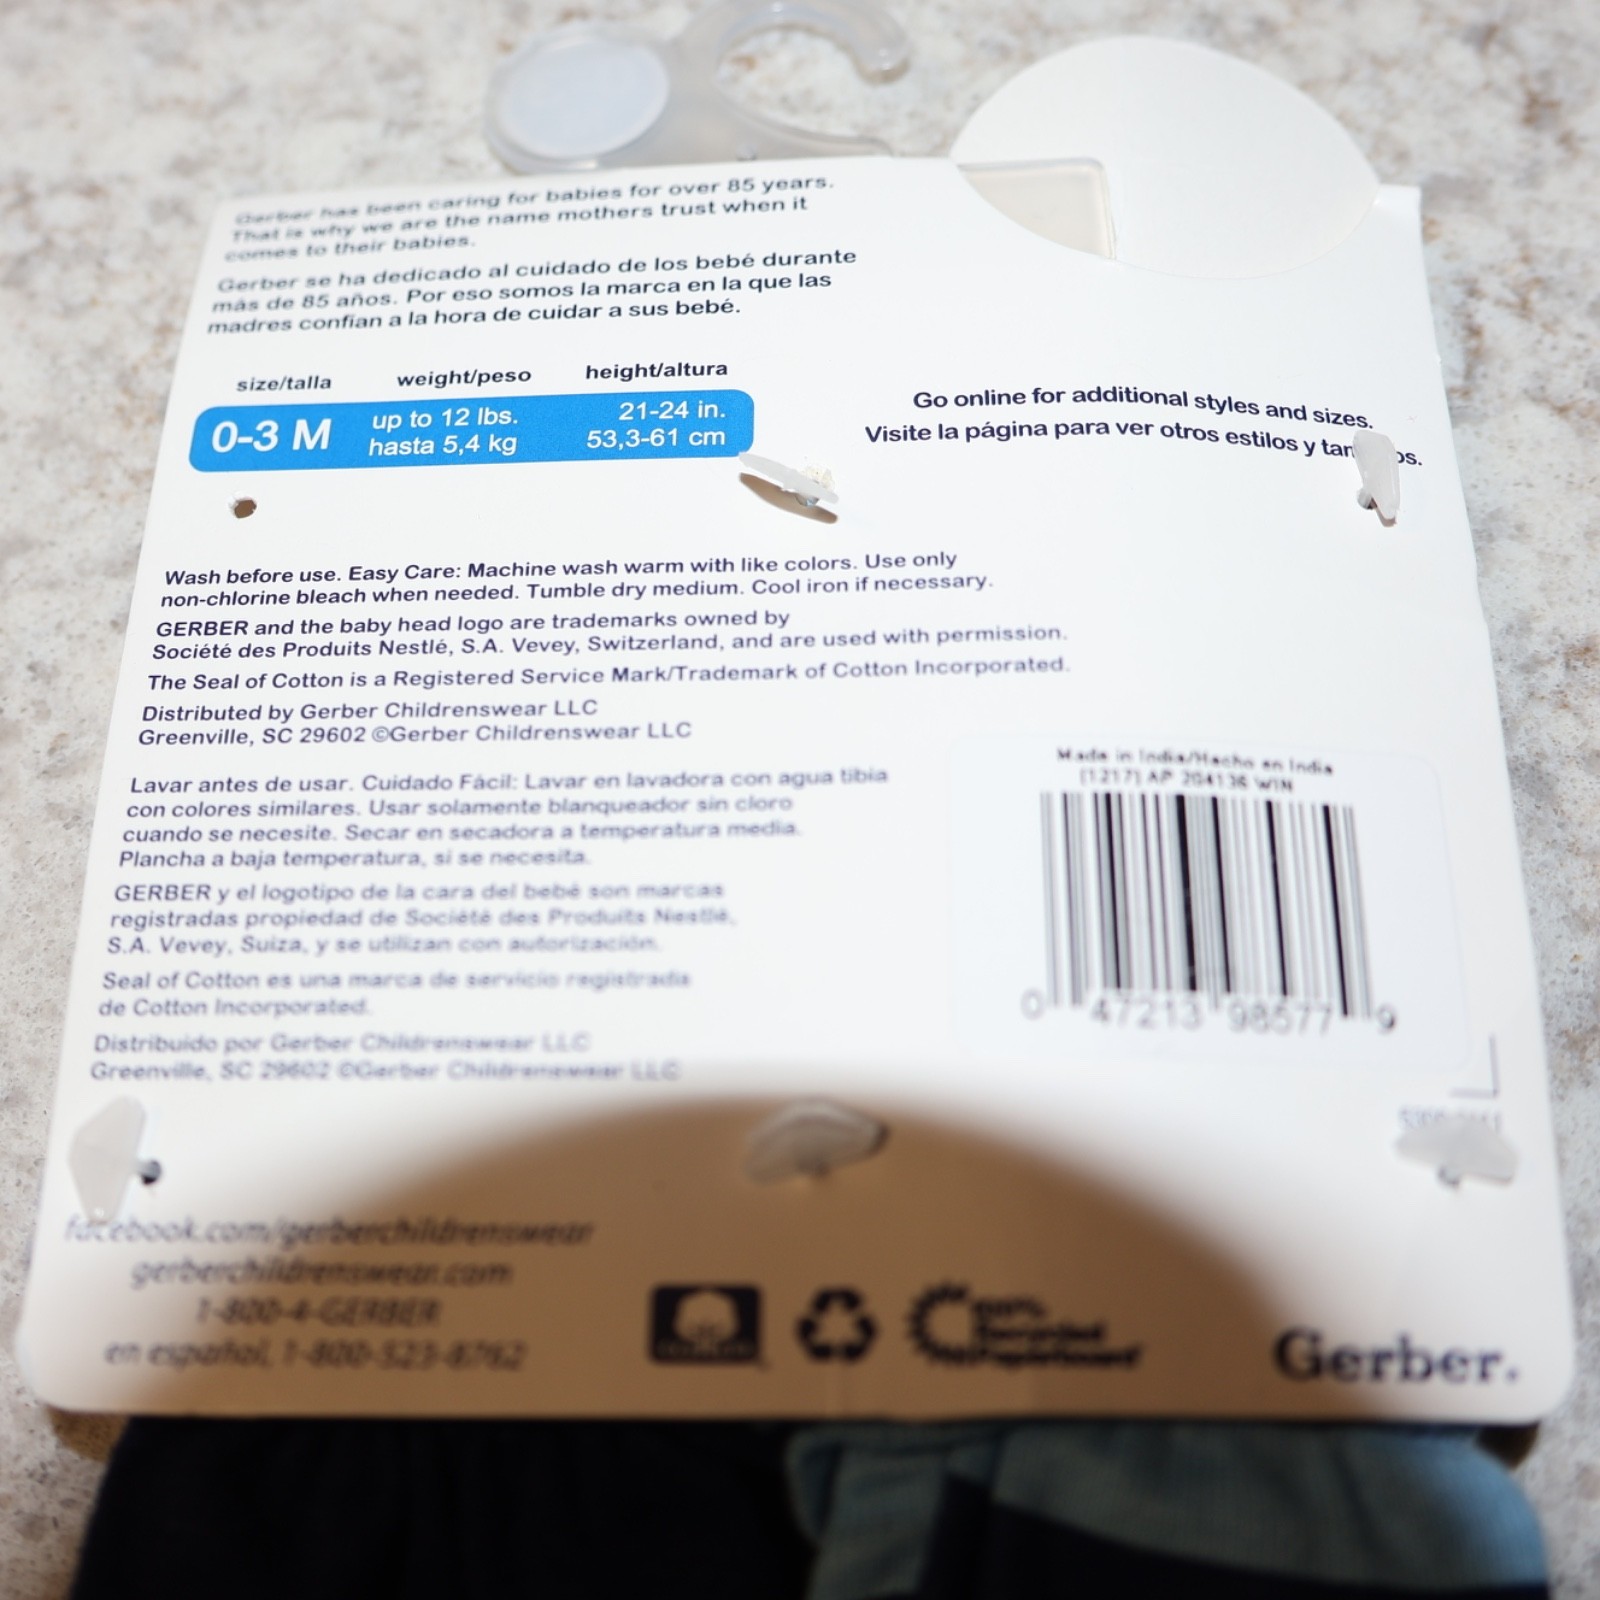 Gerber has been caring for babies for over 85 years.
That is why we are the name mothers trust when it
comes to their babies.
Gerber se ha dedicado al cuidado de los bebé durante
más de 85 años. Por eso somos la marca en la que las
madres confían a la hora de cuidar a sus bebé.
size/talla weight/peso height/altura
0-3 M up to 12 lbs. 21-24 in.
hasta 5,4 kg 53,3-61 cm
Go online for additional styles and sizes.
Visite la página para ver otros estilos y
Wash before use. Easy Care: Machine wash warm with like colors. Use only
non-chlorine bleach when needed. Tumble dry medium. Cool iron if necessary.
GERBER and the baby head logo are trademarks owned by
Société des Produits Nestlé, S.A. Vevey, Switzerland, and are used with permission.
The Seal of Cotton is a Registered Service Mark/Trademark of Cotton Incorporated.
Distributed by Gerber Childrenswear LLC
Greenville, SC 29602 ©Gerber Childrenswear LLC
Lavar antes de usar. Cuidado Fácil: Lavar en lavadora con agua tibia
con colores similares. Usar solamente blanqueador sin cloro
cuando se necesite. Secar en secadora a temperatura media.
Plancha a baja temperatura, si se necesita.
GERBER y el logotipo de la cara del bebé son marcas
registradas propiedad de Société des Produits Nestlé,
S.A. Vevey, Suiza, y se utilizan con autorización.
Seal of Cotton es una marca de servicio registrada
de Cotton Incorporated.
Distribuido por Gerber Childrenswear LLC
Greenville, SC 29602 ©Gerber Childrenswear LLC
Made in India/Hecho en India
(1217) AP 204136 WIN
0 47213 98577 9
facebook.com/gerberchildrenswear
gerberchildrenswear.com
1-800-4-GERBER
en español, 1-800-523-8762
100%
Recycled
Paperboard
Gerber.